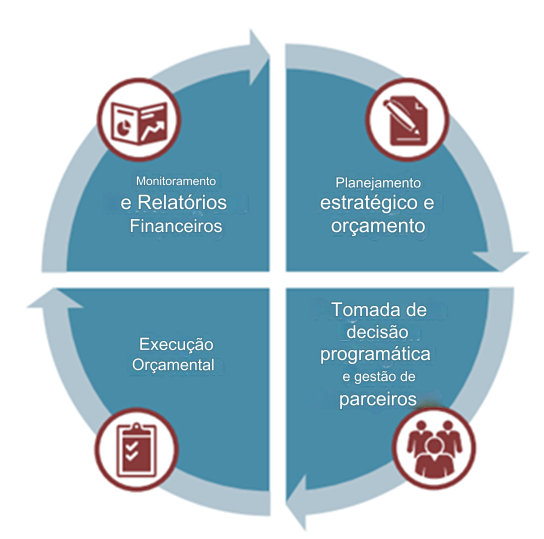 Monitoramento
e Relatórios
Financeiros
Planejamento
estratégico e
orçamento
Execução
Orçamental
Tomada de
decisão
programática
e gestão de
parceiros